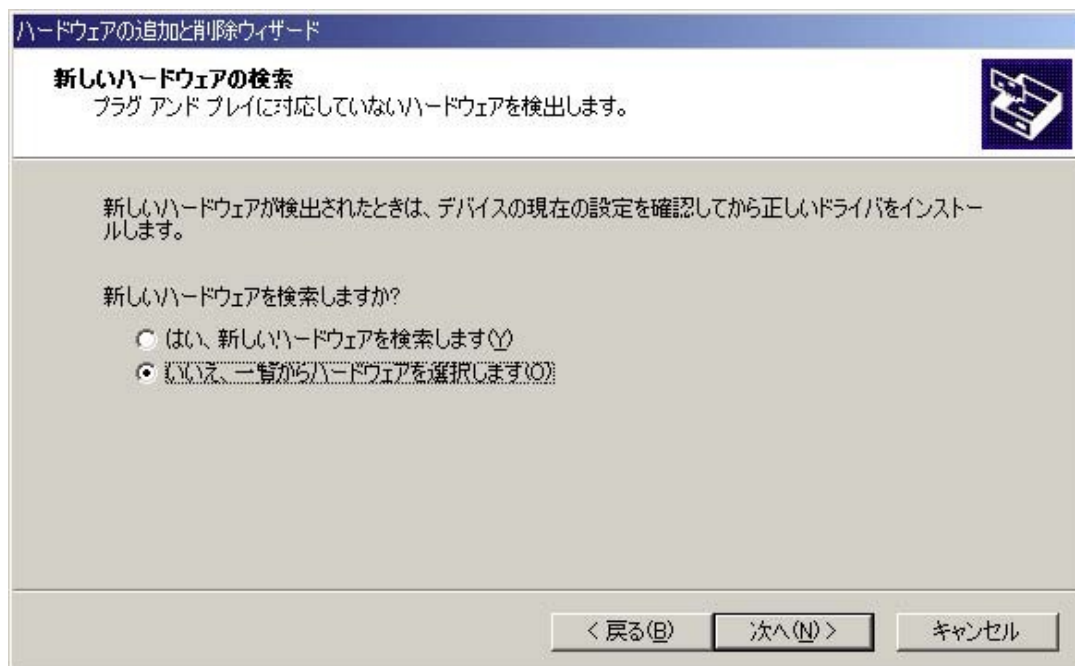 ハードウェアの追加と削除ウィザード
新しいハードウェアの検索
プラグ アンド プレイに対応していないハードウェアを検出します。
新しいハードウェアが検出されたときは、デバイスの現在の設定を確認してから正しいドライバをインストー
ルします。
新しいハードウェアを検索しますか?
はい、新しいハードウェアを検索します(Y)
いいえ、一覧からハードウェアを選択します(O)
< 戻る(B) 次へ(N) > キャンセル